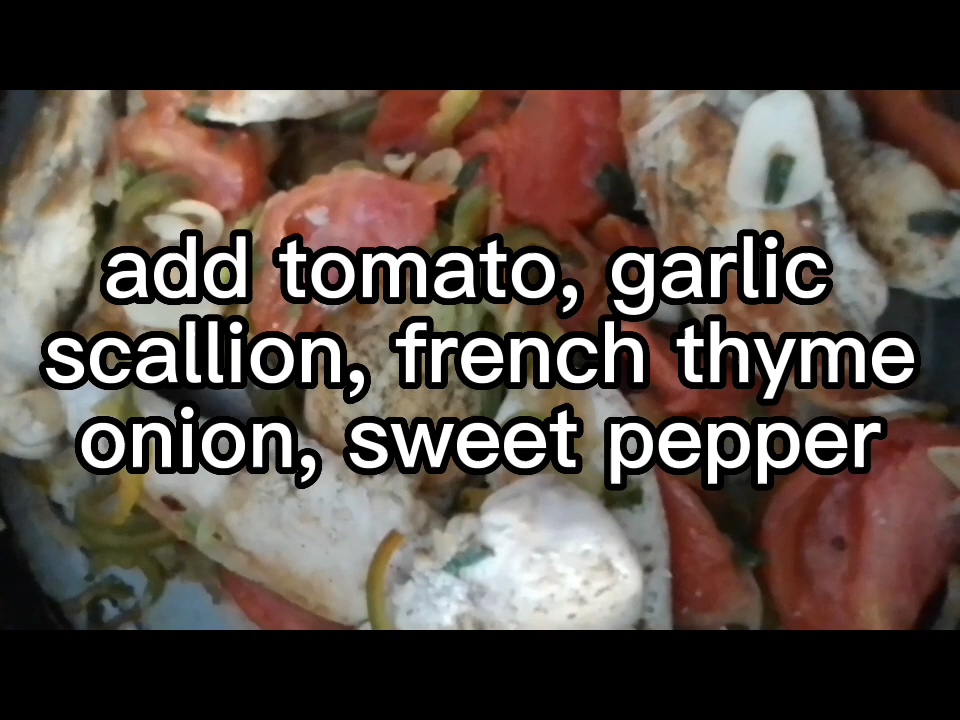 add tomato, garlic
scallion, french thyme
onion, sweet pepper